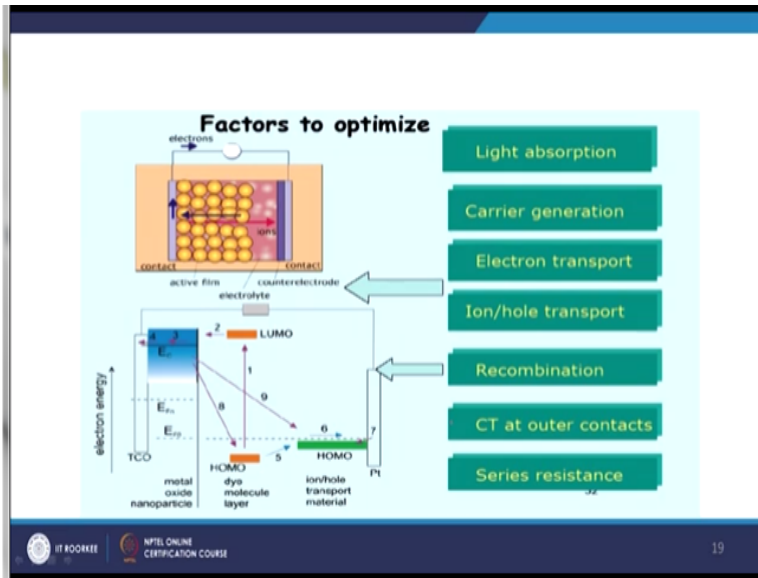 Factors to optimize
electrons
ions
contact
contact
active film
counterelectrode
electrolyte
Light absorption
Carrier generation
Electron transport
Ion/hole transport
Recombination
CT at outer contacts
Series resistance
electron energy
4
3
2
LUMO
1
8
9
6
7
5
HOMO
HOMO
TCO
Pt
metal
oxide
nanoparticle
dye
molecule
layer
ion/hole
transport
material
IIT ROORKEE
NPTEL ONLINE
CERTIFICATION COURSE
19